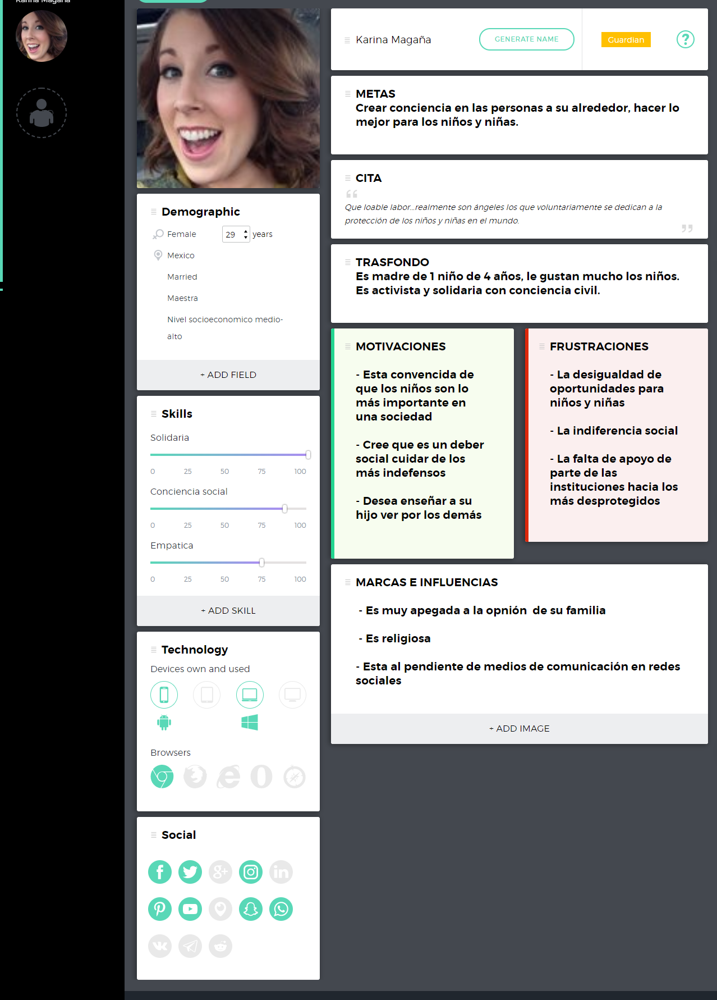 Karina Magaña
Karina Magaña
GENERATE NAME
Guardian
?
METAS
Crear conciencia en las personas a su alrededor, hacer lo
mejor para los niños y niñas.
CITA
“
Que loable labor...realmente son ángeles los que voluntariamente se dedican a la
protección de los niños y niñas en el mundo.
”
Demographic
Female 29 years
Mexico
Married
Maestra
Nivel socioeconomico medio-
alto
+ ADD FIELD
TRASFONDO
Es madre de 1 niño de 4 años, le gustan mucho los niños.
Es activista y solidaria con conciencia civil.
MOTIVACIONES
- Esta convencida de
que los niños son lo
más importante en
una sociedad
- Cree que es un deber
social cuidar de los
más indefensos
- Desea enseñar a su
hijo ver por los demás
FRUSTRACIONES
- La desigualdad de
oportunidades para
niños y niñas
- La indiferencia social
- La falta de apoyo de
parte de las
instituciones hacia los
más desprotegidos
Skills
Solidaria
0 25 50 75 100
Conciencia social
0 25 50 75 100
Empatica
0 25 50 75 100
+ ADD SKILL
MARCAS E INFLUENCIAS
- Es muy apegada a la opnión de su familia
- Es religiosa
- Esta al pendiente de medios de comunicación en redes
sociales
+ ADD IMAGE
Technology
Devices own and used
Browsers
Social